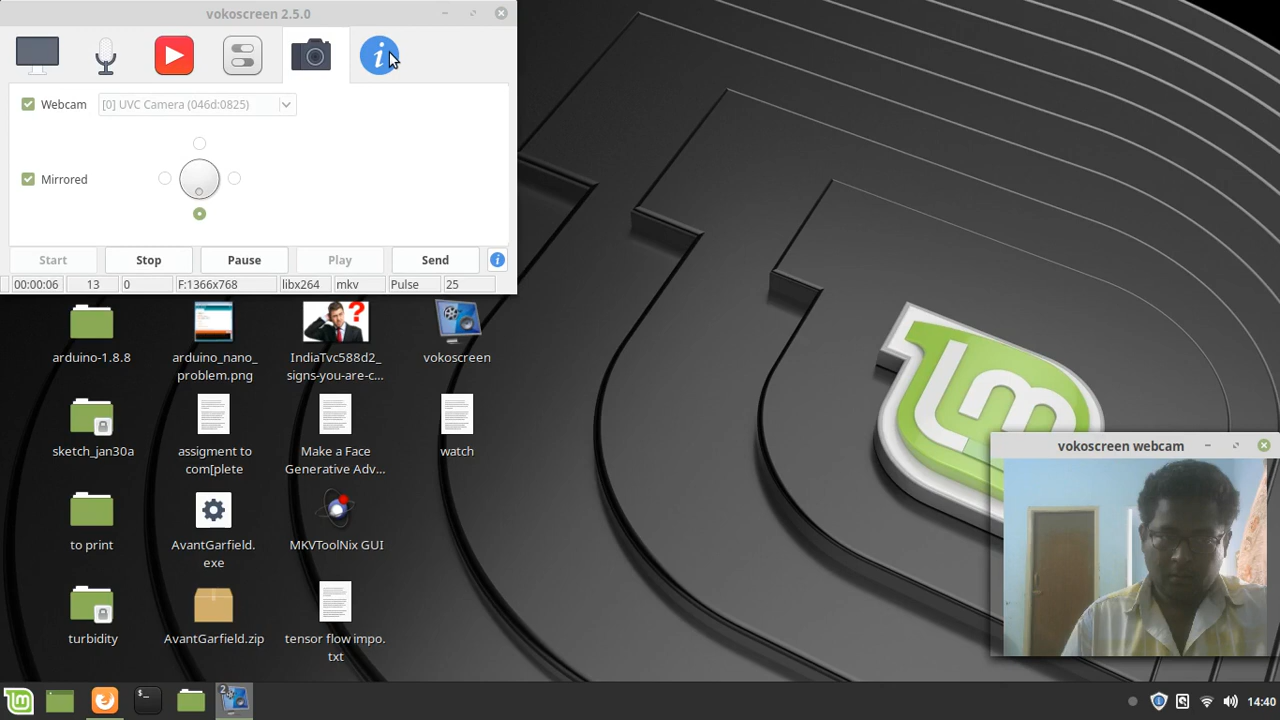 vokoscreen 2.5.0
Webcam
[0] UVC Camera (046d:0825)
Mirrored
Start
Stop
Pause
Play
Send
00:00:06
13
0
F:1366x768
libx264
mkv
Pulse
25
arduino-1.8.8
arduino_nano_
problem.png
IndiaTvc588d2_
signs-you-are-c...
vokoscreen
sketch_jan30a
assigment to
com[plete
Make a Face
Generative Adv...
watch
to print
AvantGarfield.
exe
MKVToolNix GUI
turbidity
AvantGarfield.zip
tensor flow impo.
txt
vokoscreen webcam
2
14:40